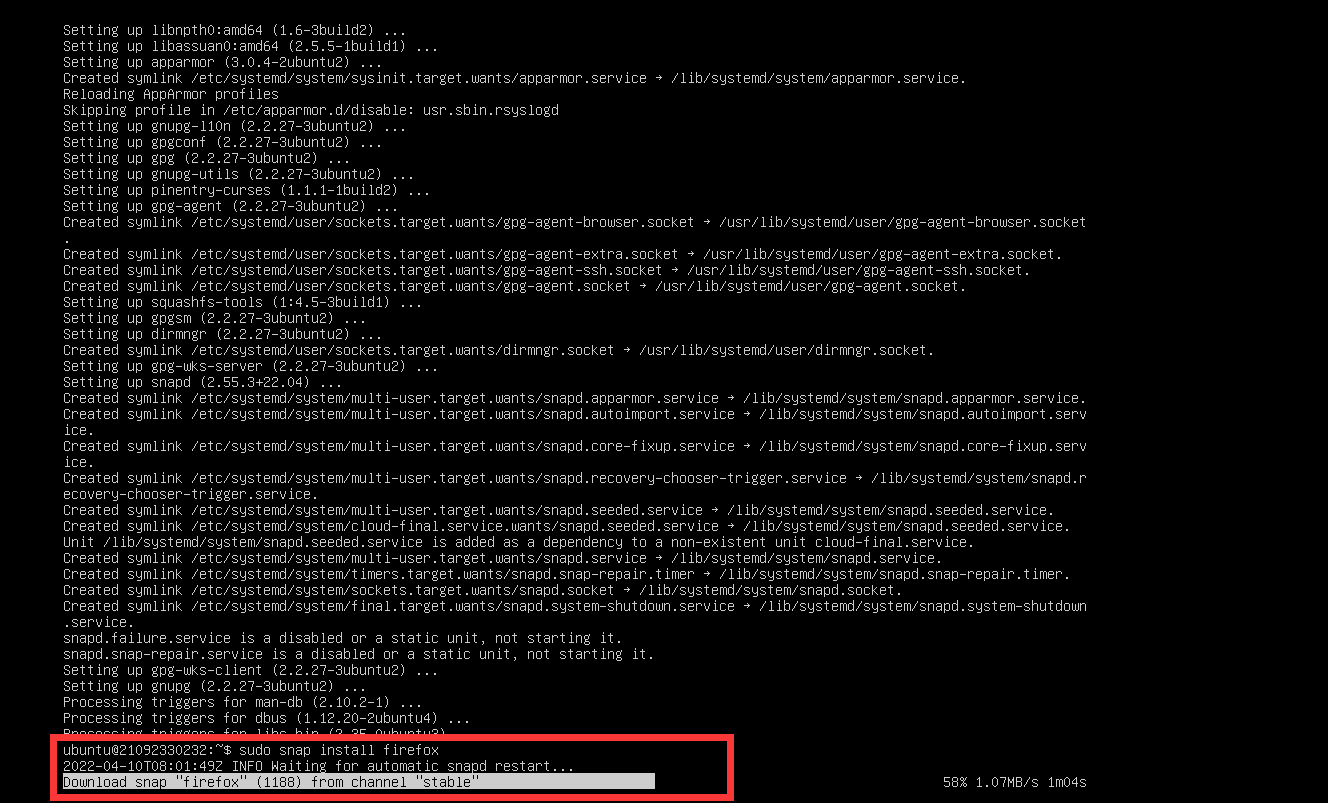 Setting up libnpth0:amd64 (1.6-3build2) ...
Setting up libassuan0:amd64 (2.5.5-1build1) ...
Setting up apparmor (3.0.4-2ubuntu2) ...
Created symlink /etc/systemd/system/sysinit.target.wants/apparmor.service → /lib/systemd/system/apparmor.service.
Reloading AppArmor profiles
Skipping profile in /etc/apparmor.d/disable: usr.sbin.rsyslogd
Setting up gnupg-l10n (2.2.27-3ubuntu2) ...
Setting up gpgconf (2.2.27-3ubuntu2) ...
Setting up gpg (2.2.27-3ubuntu2) ...
Setting up gnupg-utils (2.2.27-3ubuntu2) ...
Setting up pinentry-curses (1.1.1-1build2) ...
Setting up gpg-agent (2.2.27-3ubuntu2) ...
Created symlink /etc/systemd/user/sockets.target.wants/gpg-agent-browser.socket → /usr/lib/systemd/user/gpg-agent-browser.socket
.
Created symlink /etc/systemd/user/sockets.target.wants/gpg-agent-extra.socket → /usr/lib/systemd/user/gpg-agent-extra.socket.
Created symlink /etc/systemd/user/sockets.target.wants/gpg-agent-ssh.socket → /usr/lib/systemd/user/gpg-agent-ssh.socket.
Created symlink /etc/systemd/user/sockets.target.wants/gpg-agent.socket → /usr/lib/systemd/user/gpg-agent.socket.
Setting up squashfs-tools (1:4.5-3build1) ...
Setting up gpgsm (2.2.27-3ubuntu2) ...
Setting up dirmngr (2.2.27-3ubuntu2) ...
Created symlink /etc/systemd/user/sockets.target.wants/dirmngr.socket → /usr/lib/systemd/user/dirmngr.socket.
Setting up gpg-wks-server (2.2.27-3ubuntu2) ...
Setting up snapd (2.55.3+22.04) ...
Created symlink /etc/systemd/system/multi-user.target.wants/snapd.apparmor.service → /lib/systemd/system/snapd.apparmor.service.
Created symlink /etc/systemd/system/multi-user.target.wants/snapd.autoimport.service → /lib/systemd/system/snapd.autoimport.serv
ice.
Created symlink /etc/systemd/system/multi-user.target.wants/snapd.core-fixup.service → /lib/systemd/system/snapd.core-fixup.serv
ice.
Created symlink /etc/systemd/system/multi-user.target.wants/snapd.recovery-chooser-trigger.service → /lib/systemd/system/snapd.r
ecovery-chooser-trigger.service.
Created symlink /etc/systemd/system/multi-user.target.wants/snapd.seeded.service → /lib/systemd/system/snapd.seeded.service.
Created symlink /etc/systemd/system/cloud-final.service.wants/snapd.seeded.service → /lib/systemd/system/snapd.seeded.service.
Unit /lib/systemd/system/snapd.seeded.service is added as a dependency to a non-existent unit cloud-final.service.
Created symlink /etc/systemd/system/multi-user.target.wants/snapd.service → /lib/systemd/system/snapd.service.
Created symlink /etc/systemd/system/timers.target.wants/snapd.snap-repair.timer → /lib/systemd/system/snapd.snap-repair.timer.
Created symlink /etc/systemd/system/sockets.target.wants/snapd.socket → /lib/systemd/system/snapd.socket.
Created symlink /etc/systemd/system/final.target.wants/snapd.system-shutdown.service → /lib/systemd/system/snapd.system-shutdown
.service.
snapd.failure.service is a disabled or a static unit, not starting it.
snapd.snap-repair.service is a disabled or a static unit, not starting it.
Setting up gpg-wks-client (2.2.27-3ubuntu2) ...
Setting up gnupg (2.2.27-3ubuntu2) ...
Processing triggers for man-db (2.10.2-1) ...
Processing triggers for dbus (1.12.20-2ubuntu4) ...
Processing triggers for libc-bin (2.35-0ubuntu3) ...
ubuntu@21092330232:~$ sudo snap install firefox
2022-04-10T08:01:49Z INFO Waiting for automatic snapd restart...
Download snap "firefox" (1188) from channel "stable" 58% 1.07MB/s 1m04s